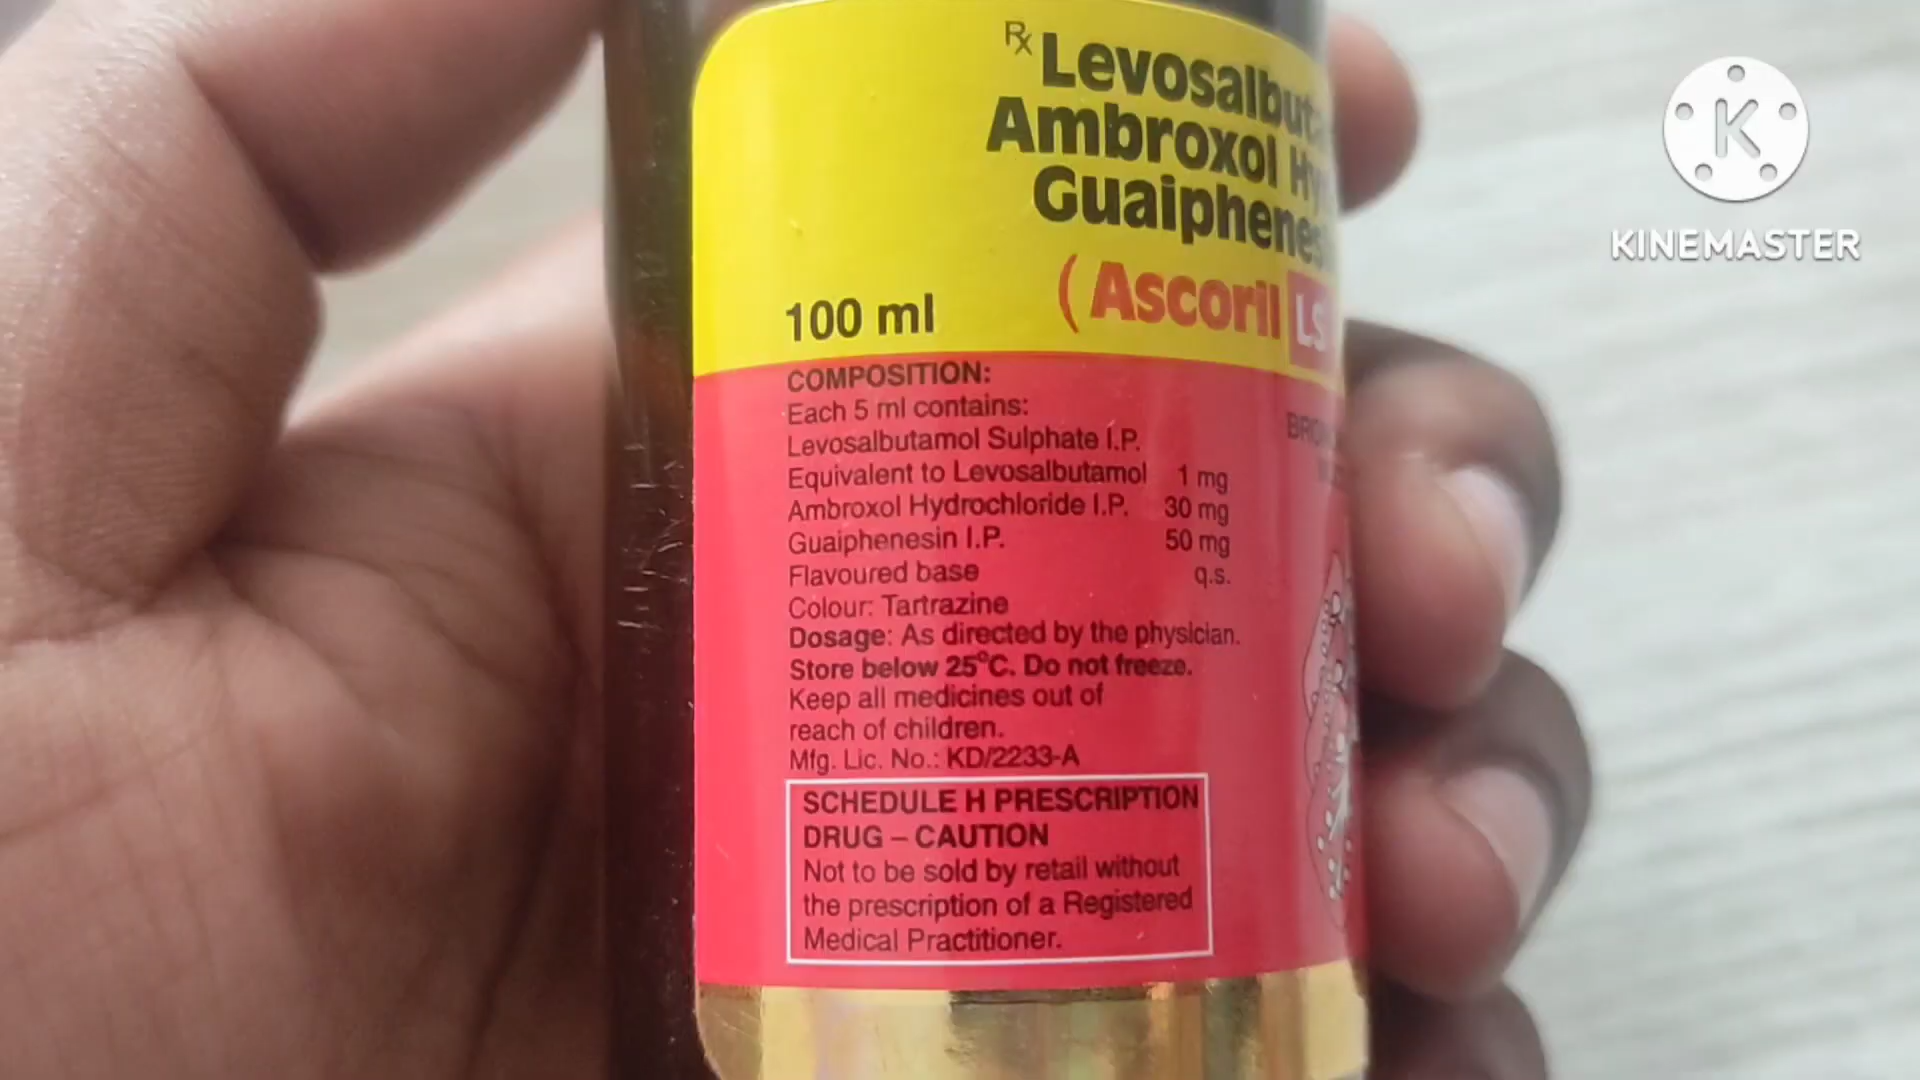 Rx
Ambroxol
100 ml
(Ascoril LS
COMPOSITION:
Each 5 ml contains:
Levosalbutamol Sulphate I.P.
Equivalent to Levosalbutamol 1 mg
Ambroxol Hydrochloride I.P. 30 mg
Guaiphenesin I.P. 50 mg
Flavoured base q.s.
Colour: Tartrazine
Dosage: As directed by the physician.
Store below 25°C. Do not freeze.
Keep all medicines out of
reach of children.
Mfg. Lic. No.: KD/2233-A
SCHEDULE H PRESCRIPTION
DRUG – CAUTION
Not to be sold by retail without
the prescription of a Registered
Medical Practitioner.
K
KINEMASTER